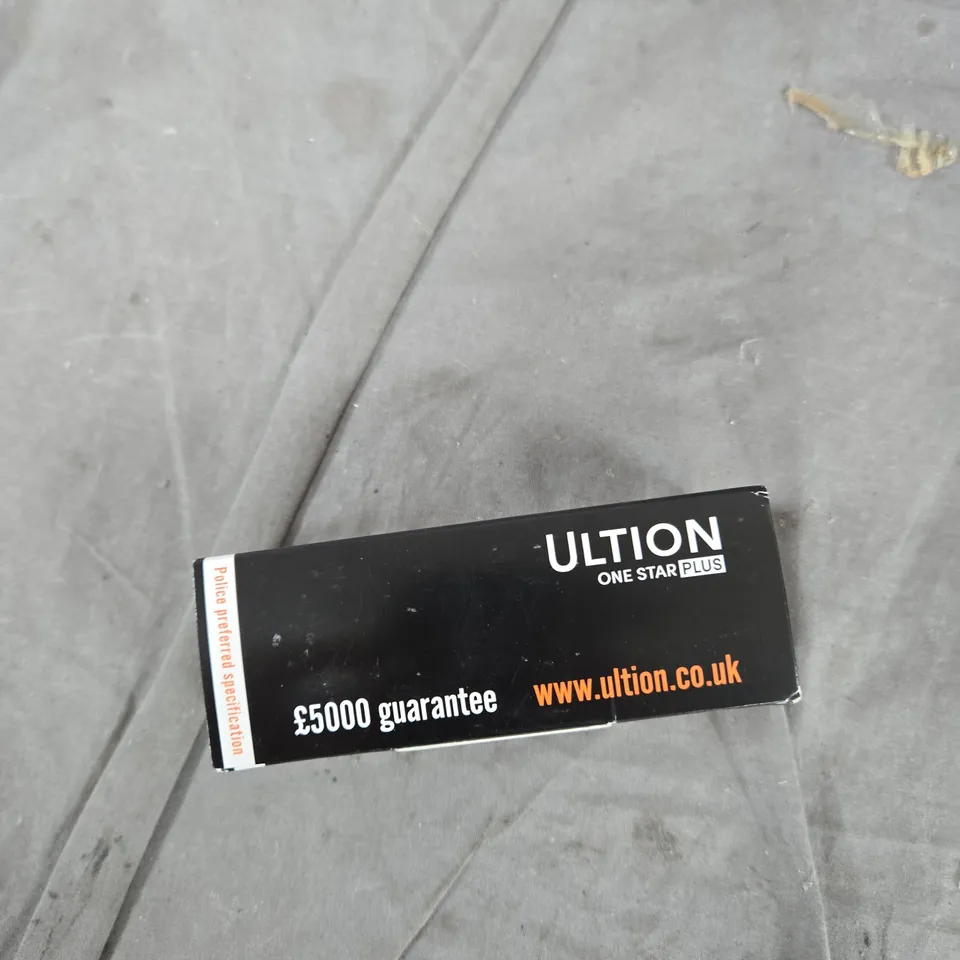 ULTION
ONE STAR PLUS
Police preferred specification
£5000 guarantee
www.ultion.co.uk